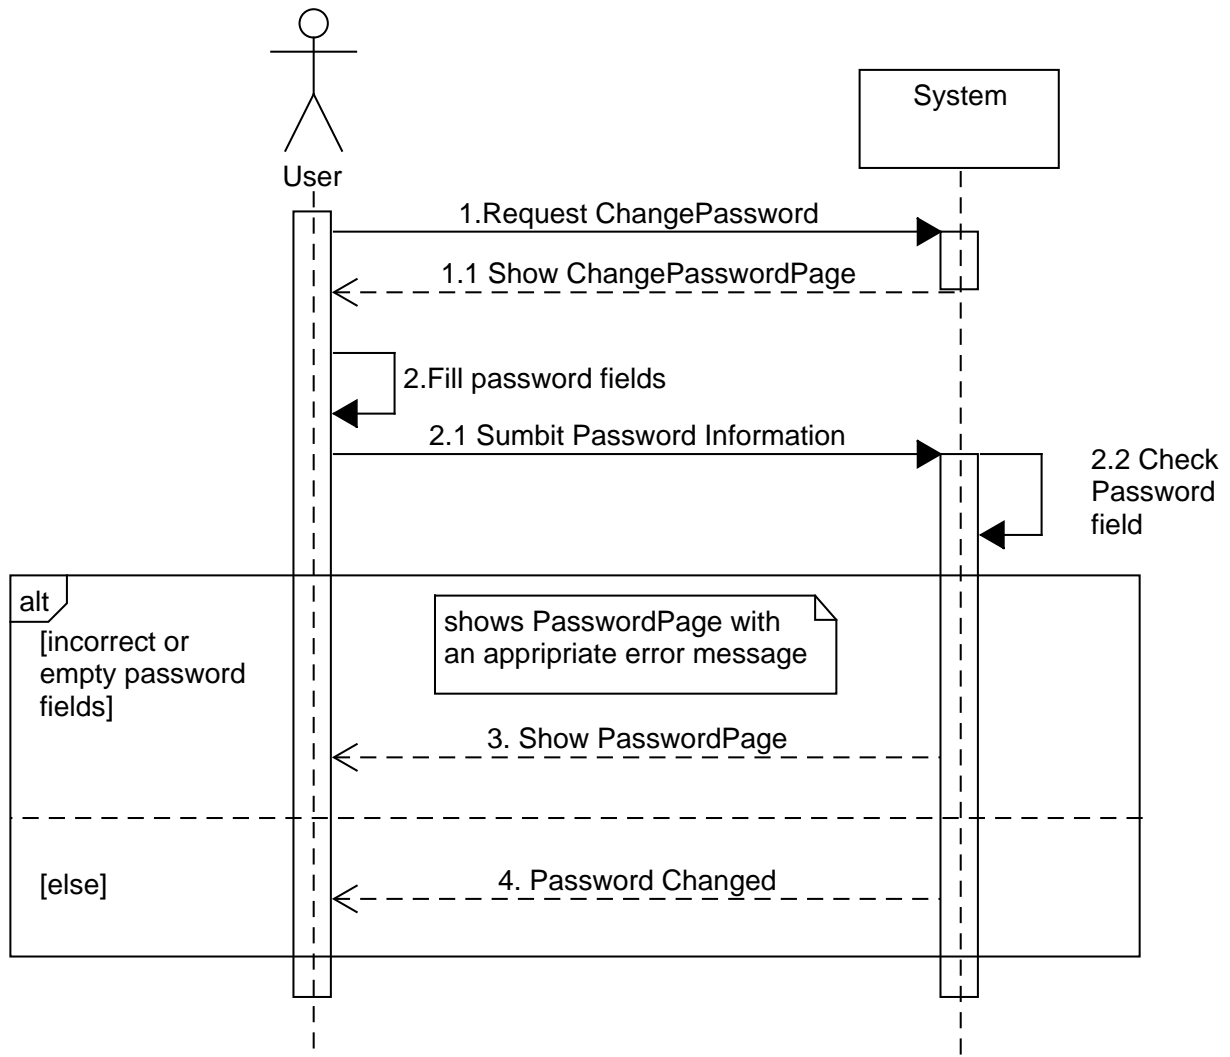 System
User
1.Request ChangePassword
1.1 Show ChangePasswordPage
2.Fill password fields
2.1 Sumbit Password Information
2.2 Check
Password
field
alt
[incorrect or
empty password
fields]
shows PasswordPage with
an appripriate error message
3. Show PasswordPage
[else]
4. Password Changed